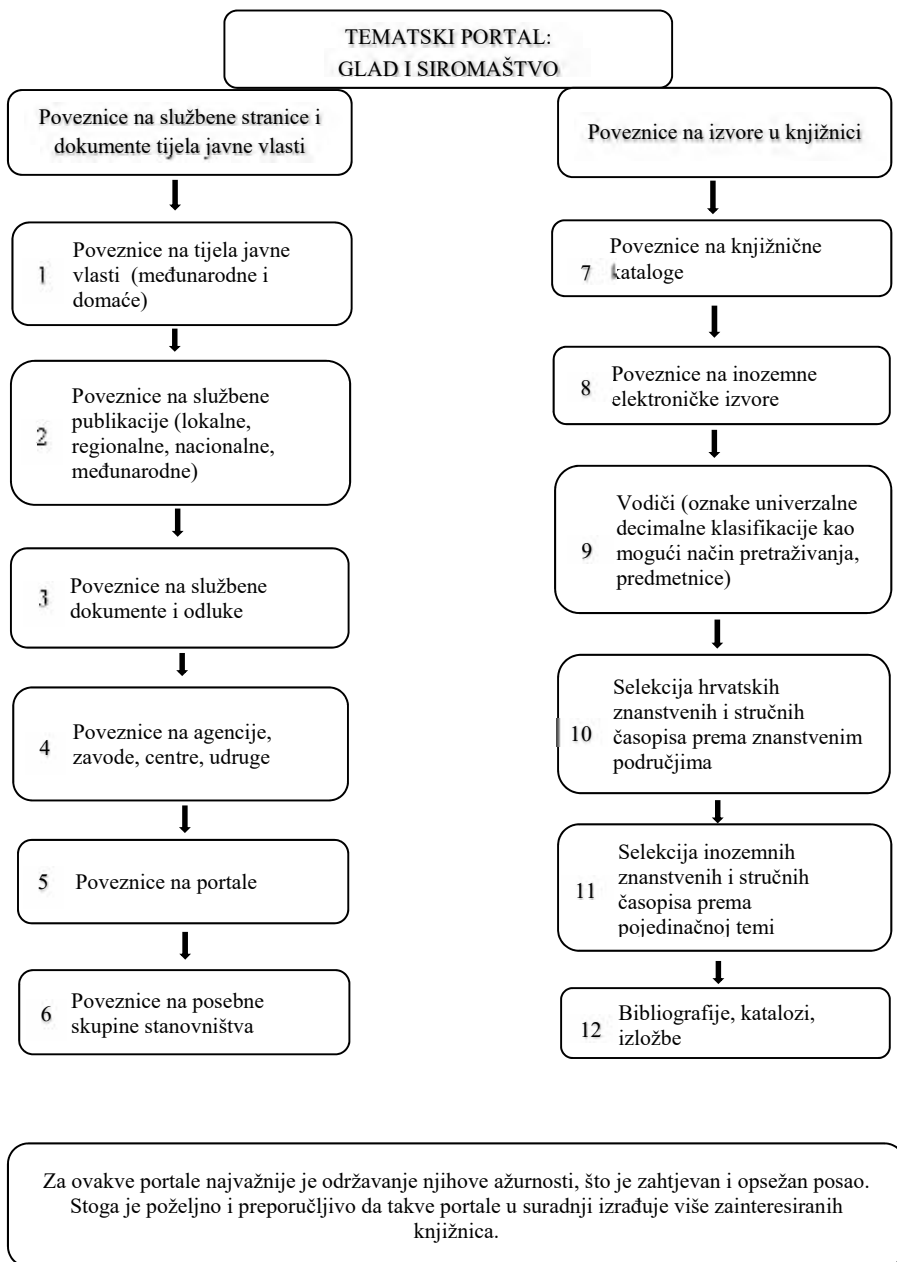 TEMATSKI PORTAL:
GLAD I SIROMAŠTVO
Poveznice na službene stranice i
dokumente tijela javne vlasti
1
Poveznice na tijela javne
vlasti (međunarodne i
domaće)
2
Poveznice na službene
publikacije (lokalne,
regionalne, nacionalne,
međunarodne)
3
Poveznice na službene
dokumente i odluke
4
Poveznice na agencije,
zavode, centre, udruge
5
Poveznice na portale
6
Poveznice na posebne
skupine stanovništva
Poveznice na izvore u knjižnici
7
Poveznice na knjižnične
kataloge
8
Poveznice na inozemne
elektroničke izvore
9
Vodiči (oznake univerzalne
decimalne klasifikacije kao
mogući način pretraživanja,
predmetnice)
10
Selekcija hrvatskih
znanstvenih i stručnih
časopisa prema znanstvenim
područjima
11
Selekcija inozemnih
znanstvenih i stručnih
časopisa prema
pojedinačnoj temi
12
Bibliografije, katalozi,
izložbe
Za ovakve portale najvažnije je održavanje njihove ažurnosti, što je zahtjevan i opsežan posao.
Stoga je poželjno i preporučljivo da takve portale u suradnji izrađuje više zainteresiranih
knjižnica.